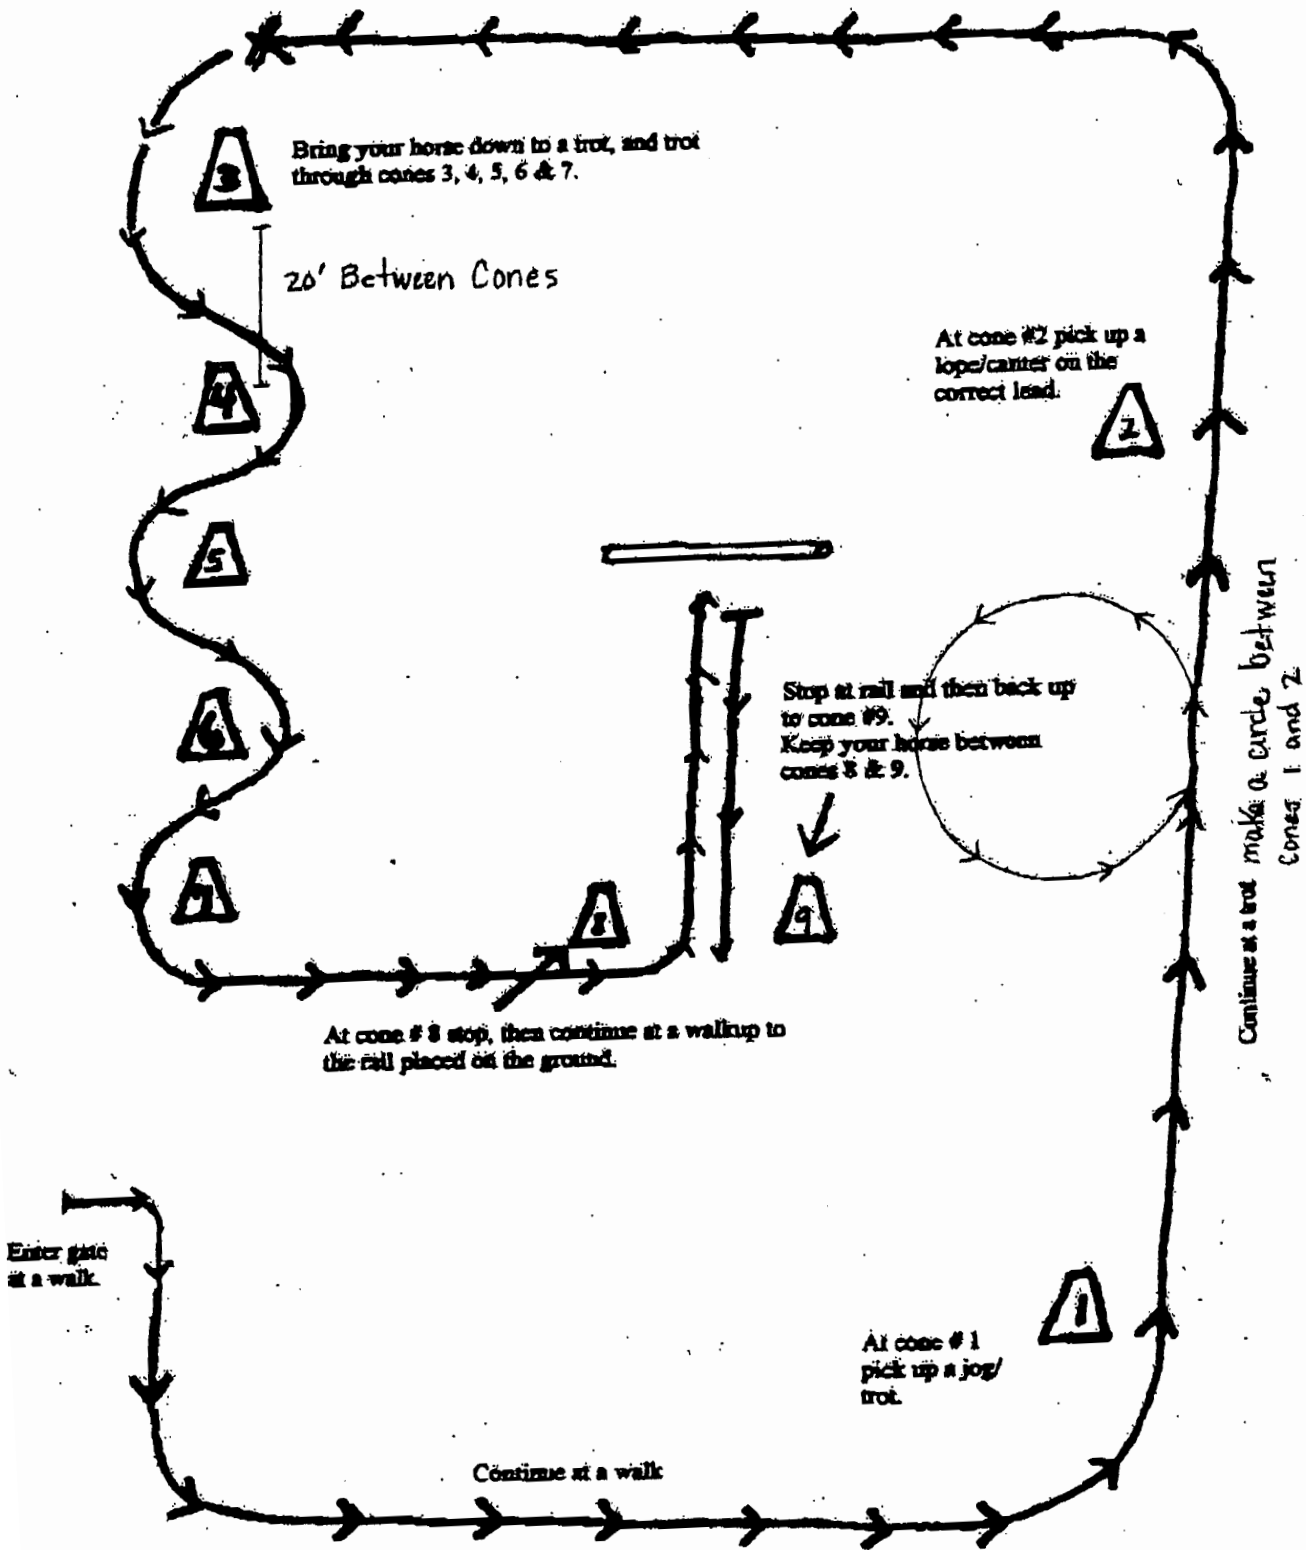 3
Bring your horse down to a trot, and trot
through cones 3, 4, 5, 6 & 7.
20' Between Cones
4
At cone #2 pick up a
lope/canter on the
correct lead.
2
5
6
7
Stop at rail and then back up
to cone #9.
Keep your horse between
cones 8 & 9.
8
9
Continue at a trot make a circle between
Cones 1 and 2
At cone # 8 stop, then continue at a walkup to
the rail placed on the ground.
Enter gate
at a walk.
1
At cone # 1
pick up a jog/
trot.
Continue at a walk